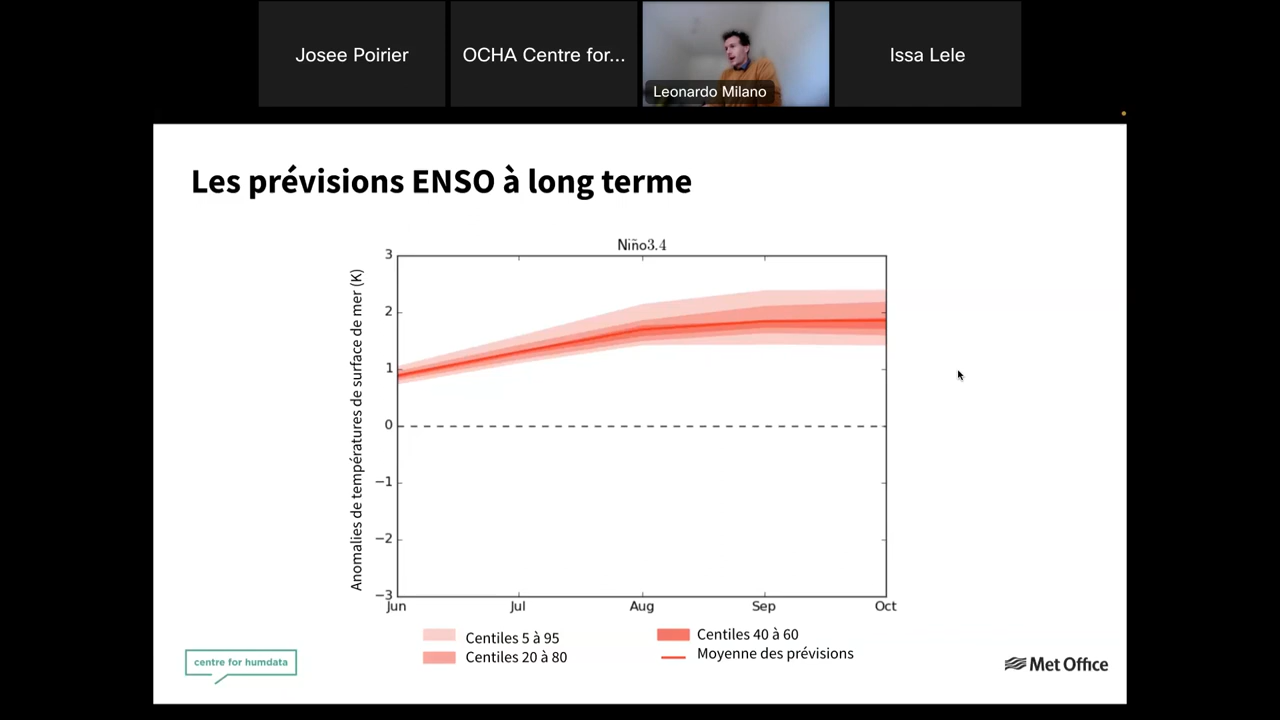 Josee Poirier
OCHA Centre for...
Leonardo Milano
Issa Lele
Les prévisions ENSO à long terme
Niño3.4
Anomalies de températures de surface de mer (K)
3
2
1
0
−1
−2
−3
Jun Jul Aug Sep Oct
Centiles 5 à 95
Centiles 20 à 80
Centiles 40 à 60
Moyenne des prévisions
centre for humdata
Met Office